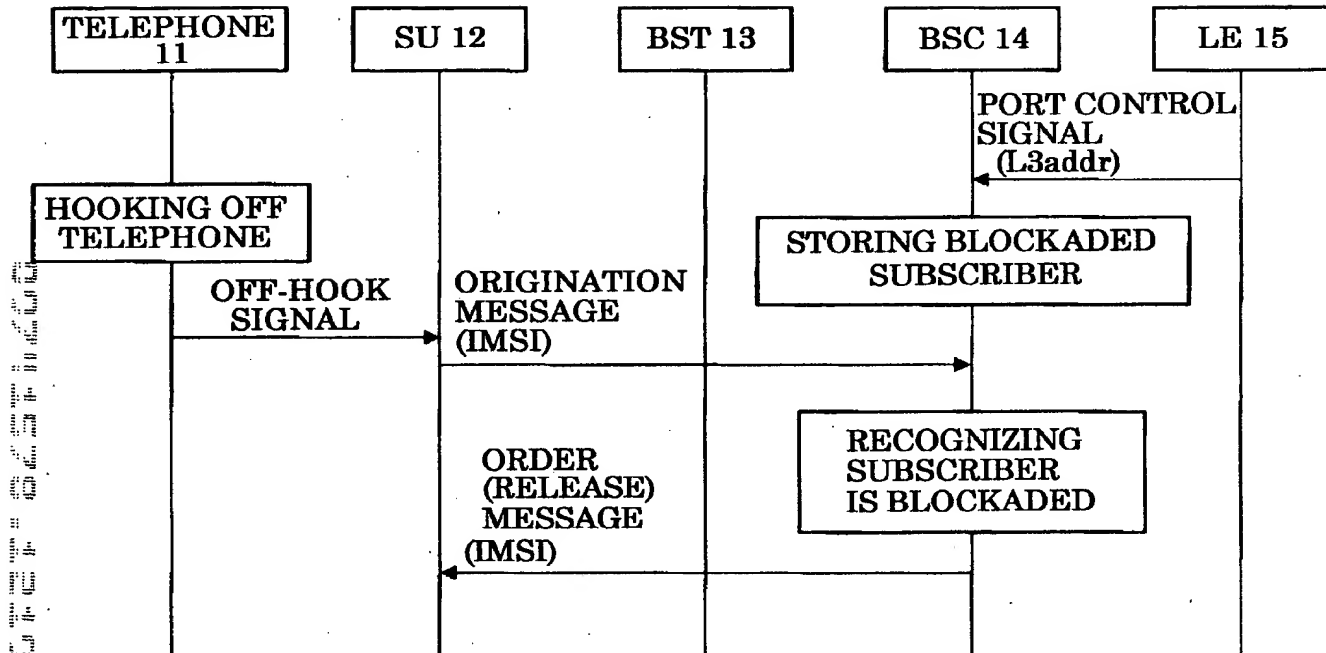 TELEPHONE
11
SU 12
BST 13
BSC 14
LE 15
PORT CONTROL
SIGNAL
(L3addr)
HOOKING OFF
TELEPHONE
STORING BLOCKADED
SUBSCRIBER
OFF-HOOK
SIGNAL
ORIGINATION
MESSAGE
(IMSI)
RECOGNIZING
SUBSCRIBER
IS BLOCKADED
ORDER
(RELEASE)
MESSAGE
(IMSI)